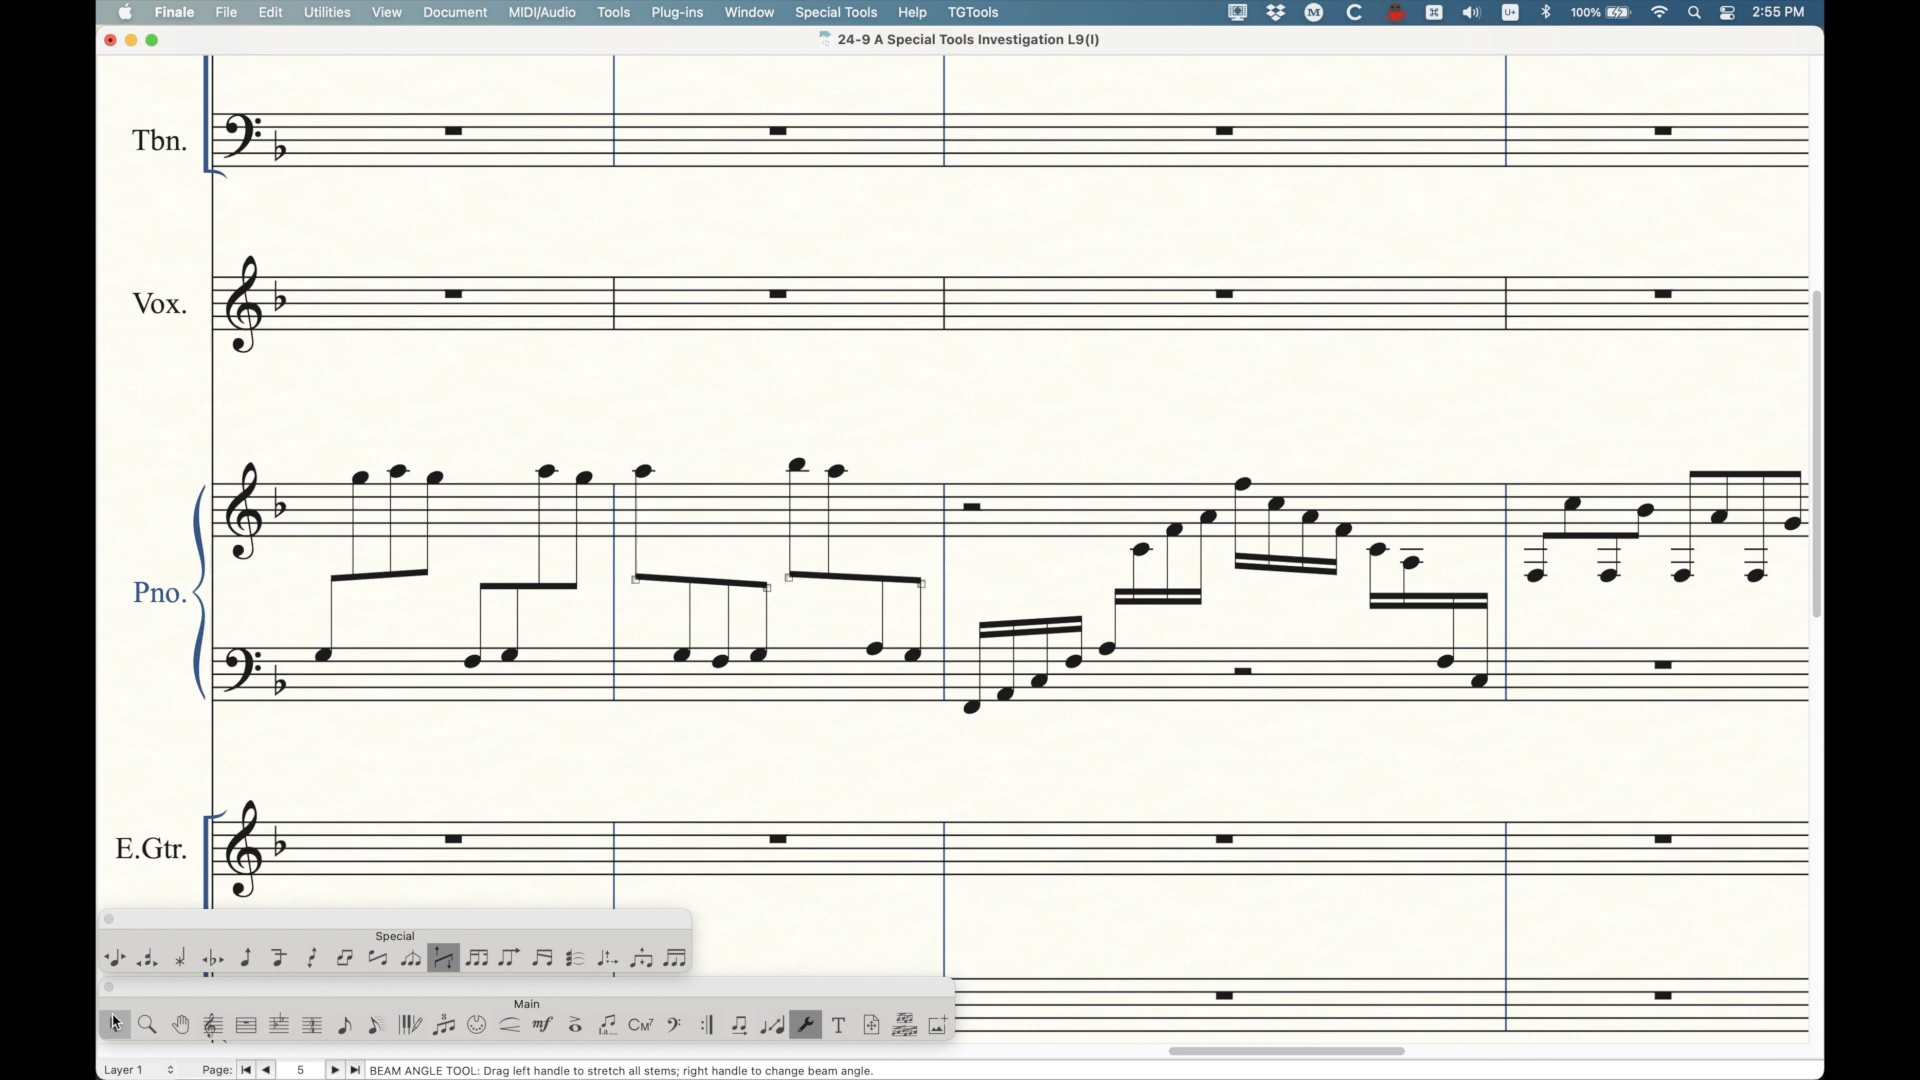 Finale File Edit Utilities View Document MIDI/Audio Tools Plug-ins Window Special Tools Help TGTools 100% 2:55 PM
24-9 A Special Tools Investigation L9(I)
Tbn.
Vox.
Pno.
E.Gtr.
Special
Main
Layer 1 Page: 5 BEAM ANGLE TOOL: Drag left handle to stretch all stems; right handle to change beam angle.